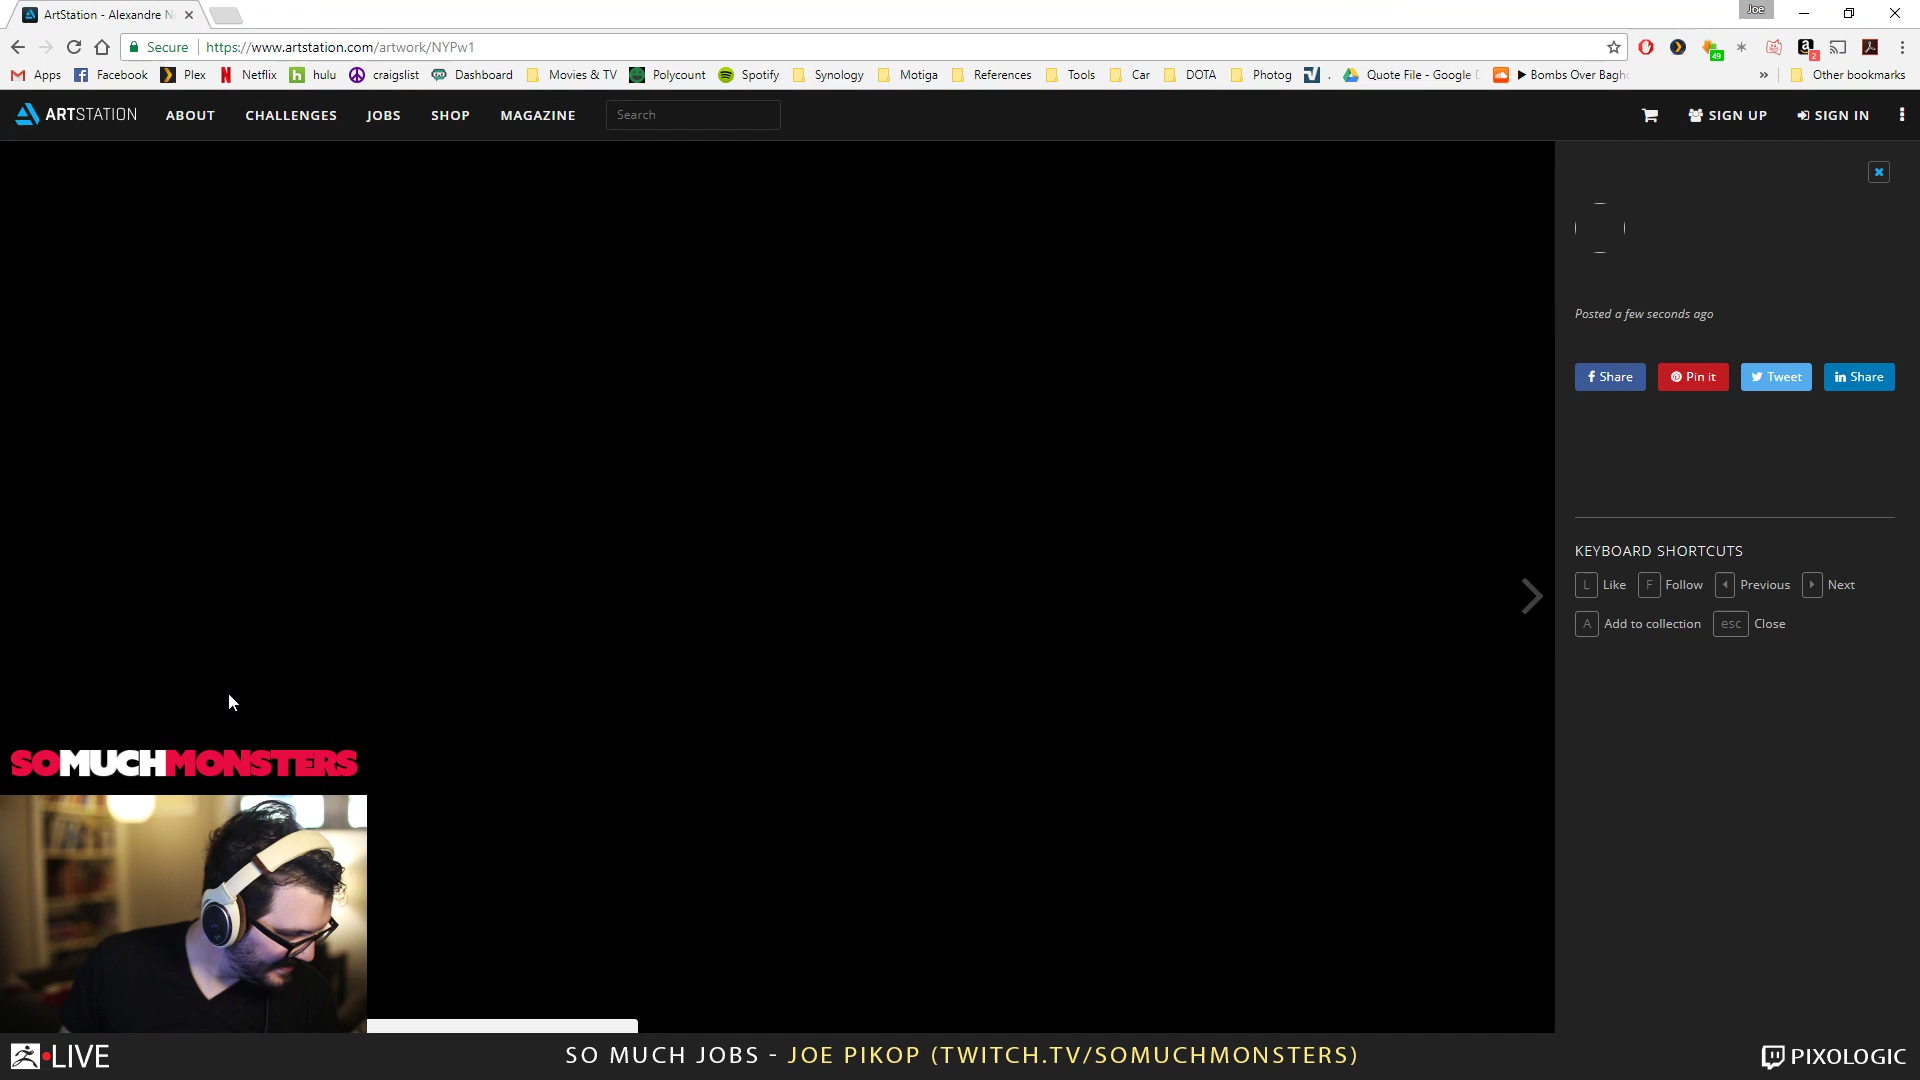 ArtStation - Alexandre N
Joe
Secure https://www.artstation.com/artwork/NYPw1
49
2
Apps Facebook Plex Netflix hulu craigslist Dashboard Movies & TV Polycount Spotify Synology Motiga References Tools Car DOTA Photog . Quote File - Google Bombs Over Bagh » Other bookmarks
ARTSTATION ABOUT CHALLENGES JOBS SHOP MAGAZINE Search SIGN UP SIGN IN
Posted a few seconds ago
Share Pin it Tweet Share
KEYBOARD SHORTCUTS
L Like F Follow Previous Next
A Add to collection esc Close
SOMUCHMONSTERS
LIVE SO MUCH JOBS - JOE PIKOP (TWITCH.TV/SOMUCHMONSTERS) PIXOLOGIC